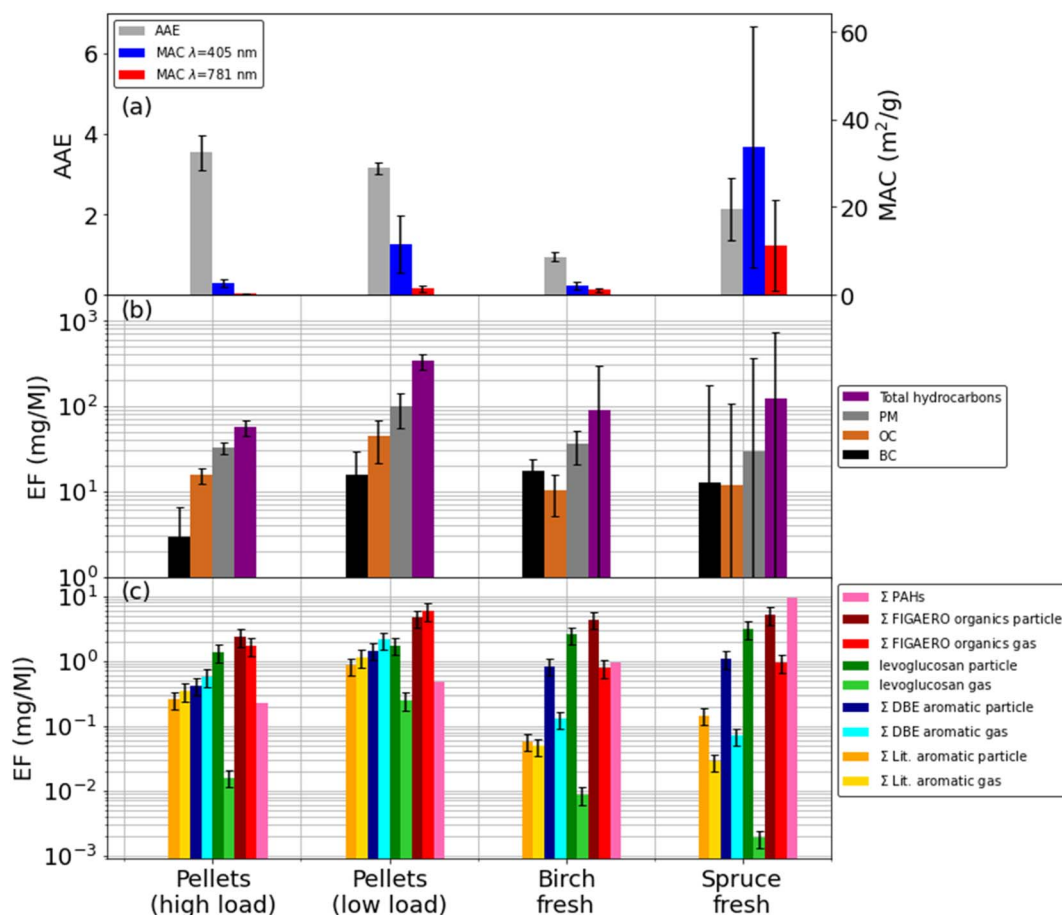 AAE
MAC λ=405 nm
MAC λ=781 nm
(a)
AAE
6
4
2
0
MAC (m²/g)
60
40
20
0
(b)
EF (mg/MJ)
10³
10²
10¹
10⁰
Total hydrocarbons
PM
OC
BC
(c)
EF (mg/MJ)
10¹
10⁰
10⁻¹
10⁻²
10⁻³
Σ PAHs
Σ FIGAERO organics particle
Σ FIGAERO organics gas
levoglucosan particle
levoglucosan gas
Σ DBE aromatic particle
Σ DBE aromatic gas
Σ Lit. aromatic particle
Σ Lit. aromatic gas
Pellets
(high load)
Pellets
(low load)
Birch
fresh
Spruce
fresh